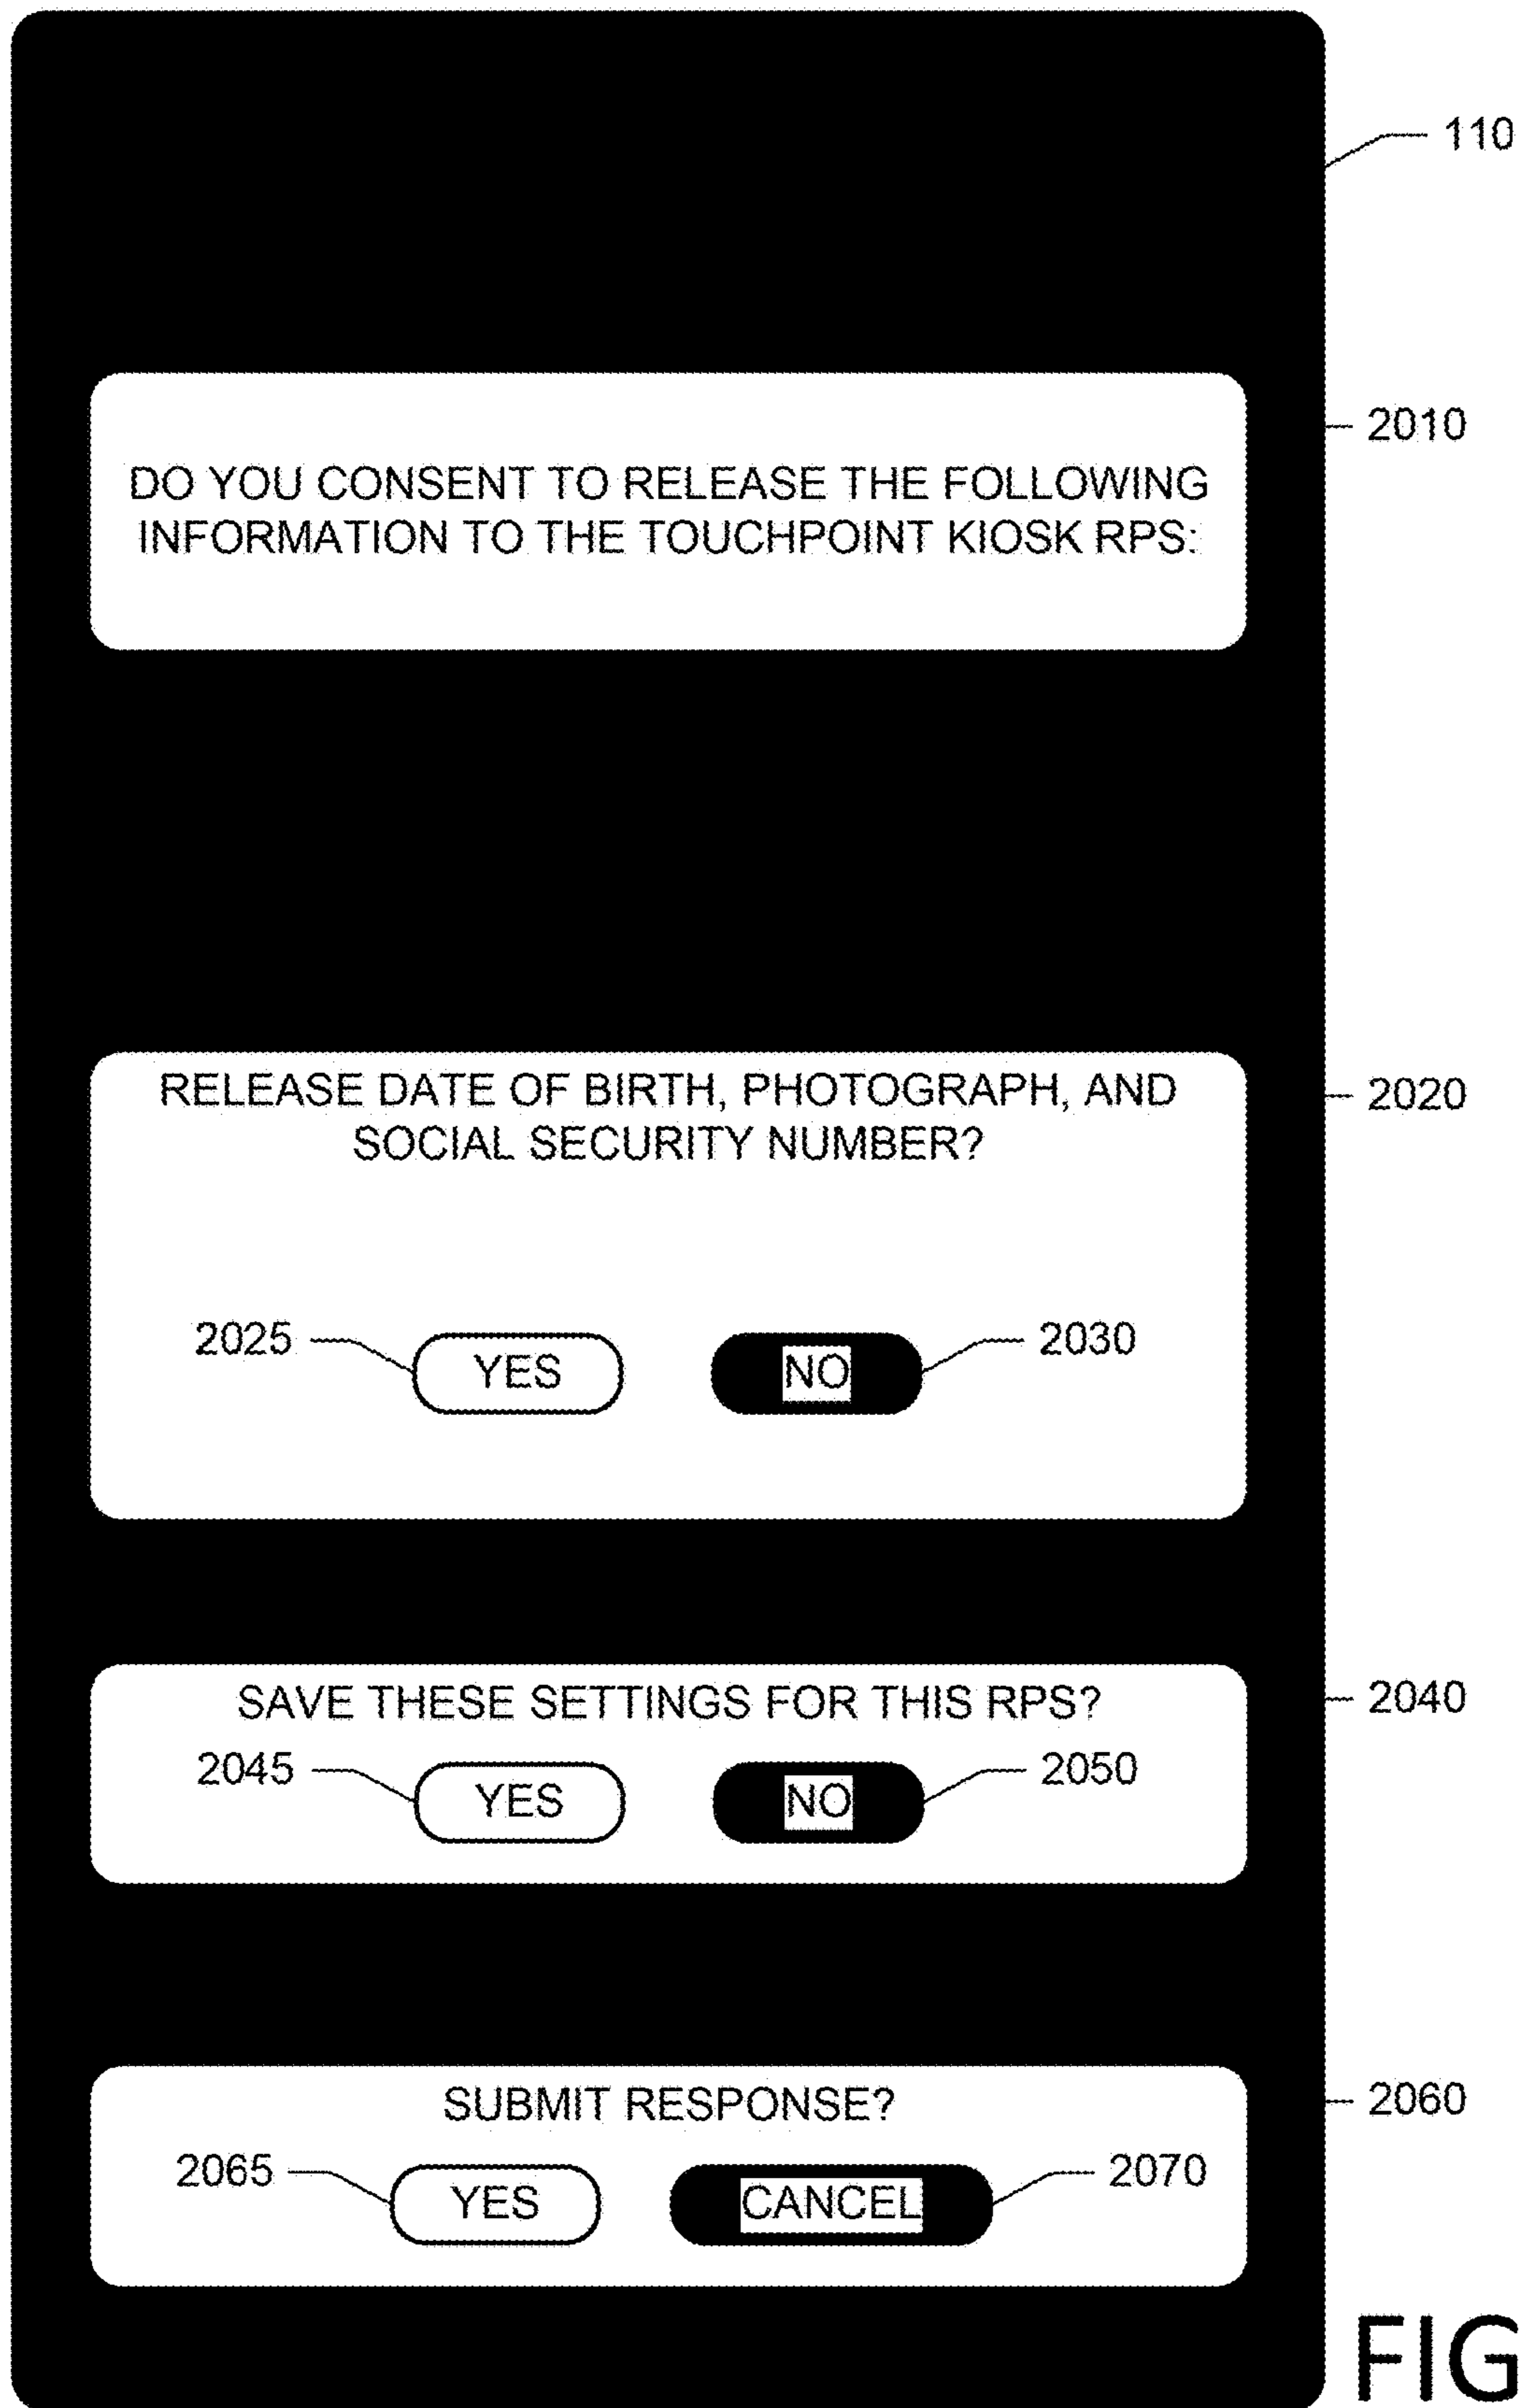 110
2010
DO YOU CONSENT TO RELEASE THE FOLLOWING
INFORMATION TO THE TOUCHPOINT KIOSK RPS:
RELEASE DATE OF BIRTH, PHOTOGRAPH, AND
2020
SOCIAL SECURITY NUMBER?
2025 YES NO 2030
SAVE THESE SETTINGS FOR THIS RPS?
2040
2045 YES NO 2050
SUBMIT RESPONSE?
2060
2065 YES CANCEL 2070
FIG